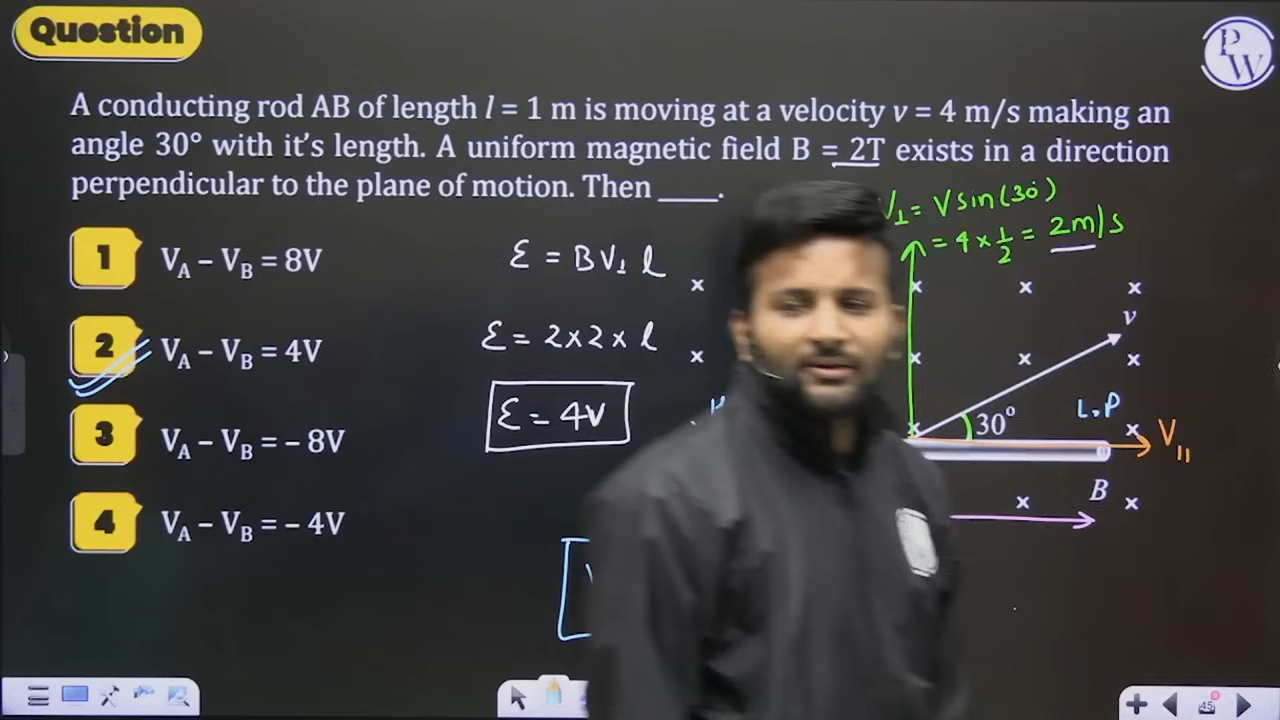 Question
PW
A conducting rod AB of length l = 1 m is moving at a velocity v = 4 m/s making an
angle 30° with it's length. A uniform magnetic field B = 2T exists in a direction
perpendicular to the plane of motion. Then ____.
1 V_A – V_B = 8V
2 V_A – V_B = 4V
3 V_A – V_B = – 8V
4 V_A – V_B = – 4V
ε = BV⊥ l
ε = 2×2×l
ε = 4V
V⊥ = V sin(30°)
= 4 × 1/2 = 2m/s
v
30°
L.P
V||
B
45